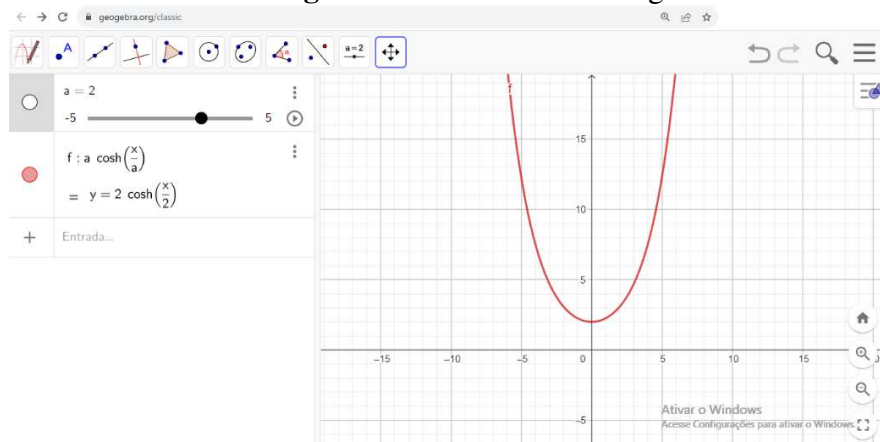 geogebra.org/classic
A
a = 2
a = 2
-5
5
f : a cosh(x/a)
= y = 2 cosh(x/2)
+ Entrada...
f
15
10
5
-15
-10
-5
0
5
10
15
-5
Ativar o Windows
Acesse Configurações para ativar o Windows.